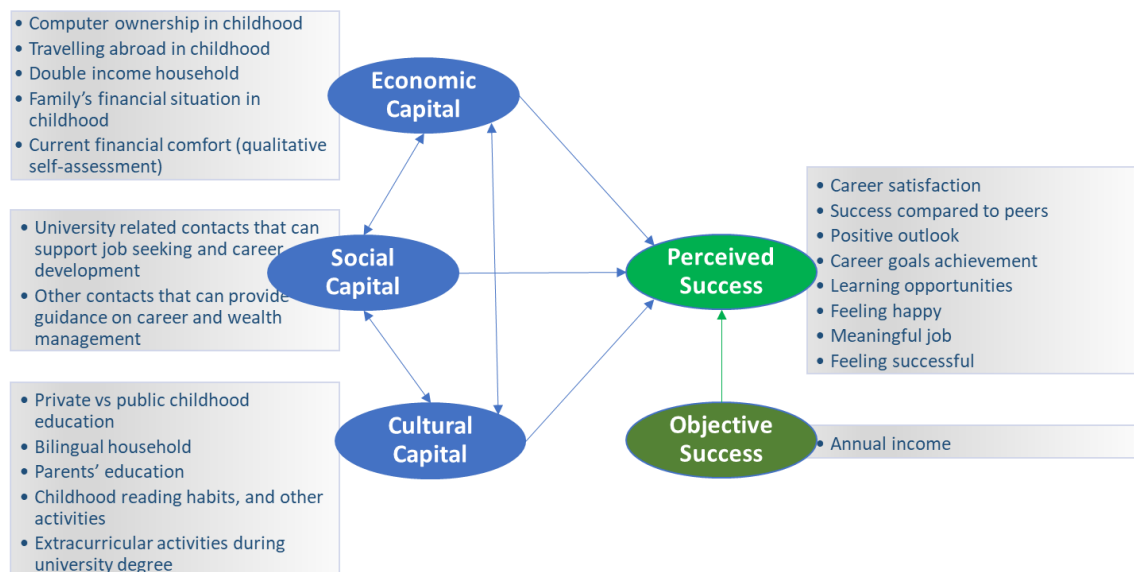 • Computer ownership in childhood
• Travelling abroad in childhood
• Double income household
• Family's financial situation in
childhood
• Current financial comfort (qualitative
self-assessment)
Economic
Capital
• University related contacts that can
support job seeking and career
development
• Other contacts that can provide
guidance on career and wealth
management
Social
Capital
• Private vs public childhood
education
• Bilingual household
• Parents' education
• Childhood reading habits, and other
activities
• Extracurricular activities during
university degree
Cultural
Capital
Perceived
Success
• Career satisfaction
• Success compared to peers
• Positive outlook
• Career goals achievement
• Learning opportunities
• Feeling happy
• Meaningful job
• Feeling successful
Objective
Success
• Annual income